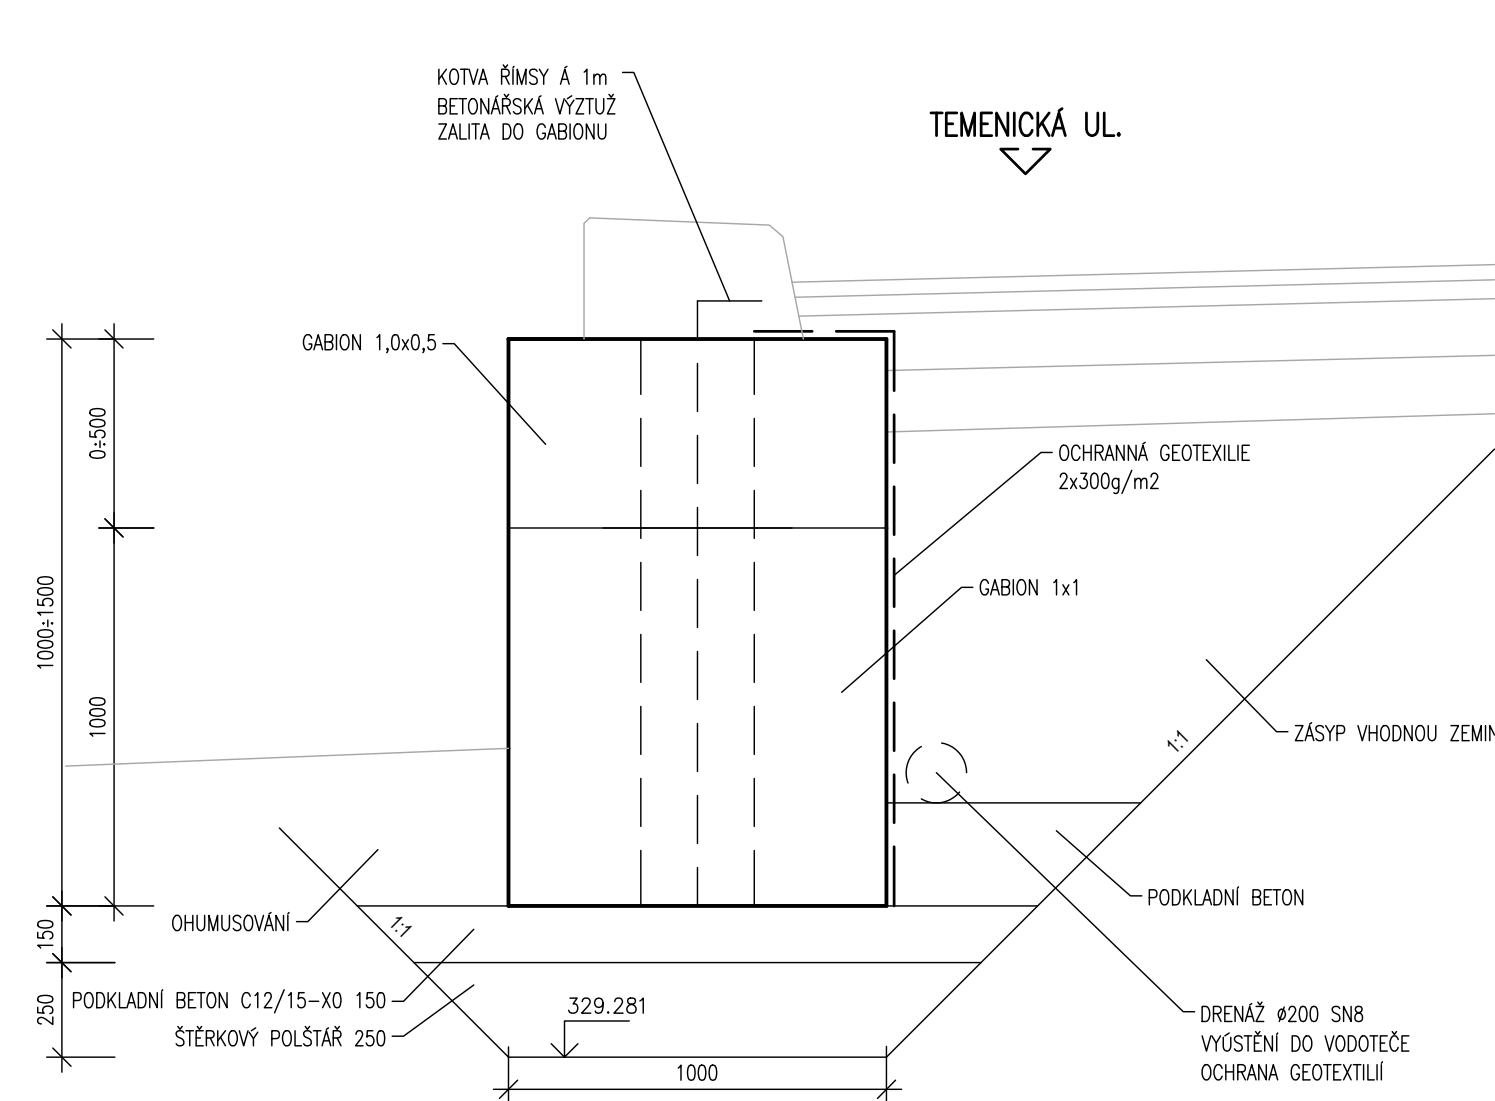 KOTVA ŘÍMSY Á 1m
BETONÁŘSKÁ VÝZTUŽ
ZALITA DO GABIONU
TEMENICKÁ UL.
GABION 1,0x0,5
0÷500
OCHRANNÁ GEOTEXILIE
2x300g/m2
1000÷1500
GABION 1x1
1000
ZÁSYP VHODNOU ZEMIN
1:1
PODKLADNÍ BETON
OHUMUSOVÁNÍ
1:1
150
PODKLADNÍ BETON C12/15-X0 150
250
329.281
ŠTĚRKOVÝ POLŠTÁŘ 250
DRENÁŽ ø200 SN8
VYÚSTĚNÍ DO VODOTEČE
OCHRANA GEOTEXTILIÍ
1000